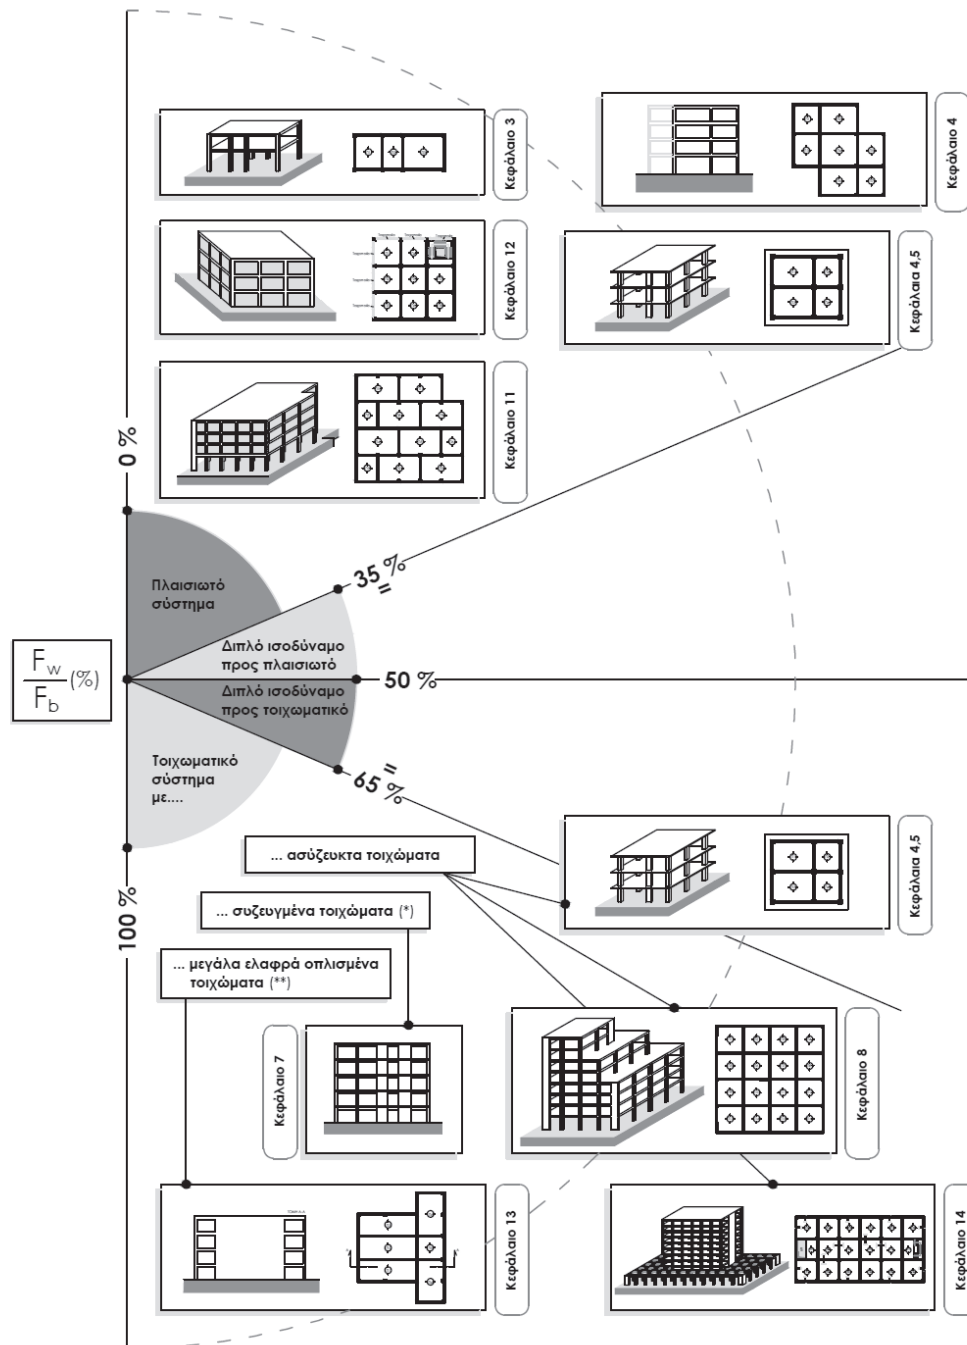 Κεφάλαιο 3
Κεφάλαιο 4
Κεφάλαιο 12
Κεφάλαια 4,5
Κεφάλαιο 11
0 %
35 %
=
Πλαισιωτό
σύστημα
Διπλό ισοδύναμο
προς πλαισιωτό
F_w
F_b
(%)
50 %
Διπλό ισοδύναμο
προς τοιχωματικό
Τοιχωματικό
σύστημα
με....
=
65 %
100 %
... ασύζευκτα τοιχώματα
Κεφάλαια 4,5
... συζευγμένα τοιχώματα (*)
... μεγάλα ελαφρά οπλισμένα
τοιχώματα (**)
Κεφάλαιο 7
Κεφάλαιο 8
Κεφάλαιο 13
Κεφάλαιο 14